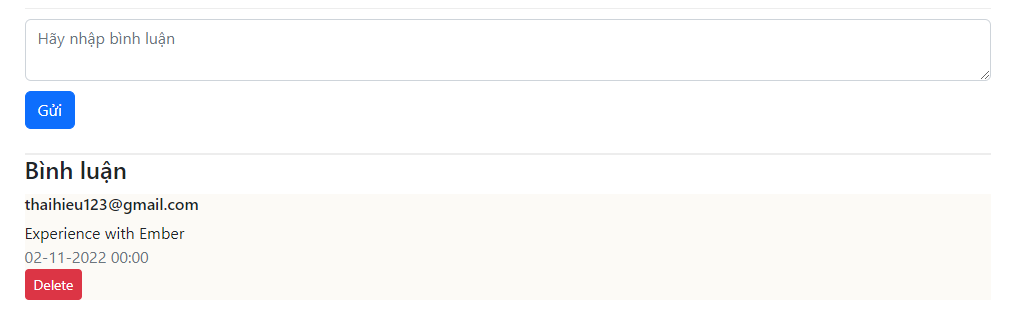 Hãy nhập bình luận
Gửi
Bình luận
thaihieu123@gmail.com
Experience with Ember
02-11-2022 00:00
Delete